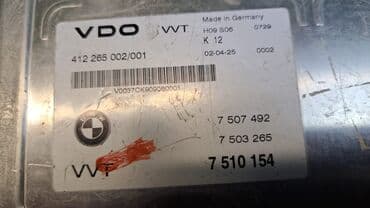 VDO VVT
Made in Germany
H09 S06 0729
K 12
412 265 002/001
02-04-25 0002
BMW
7 507 492
7 503 265
VVT 7 510 154